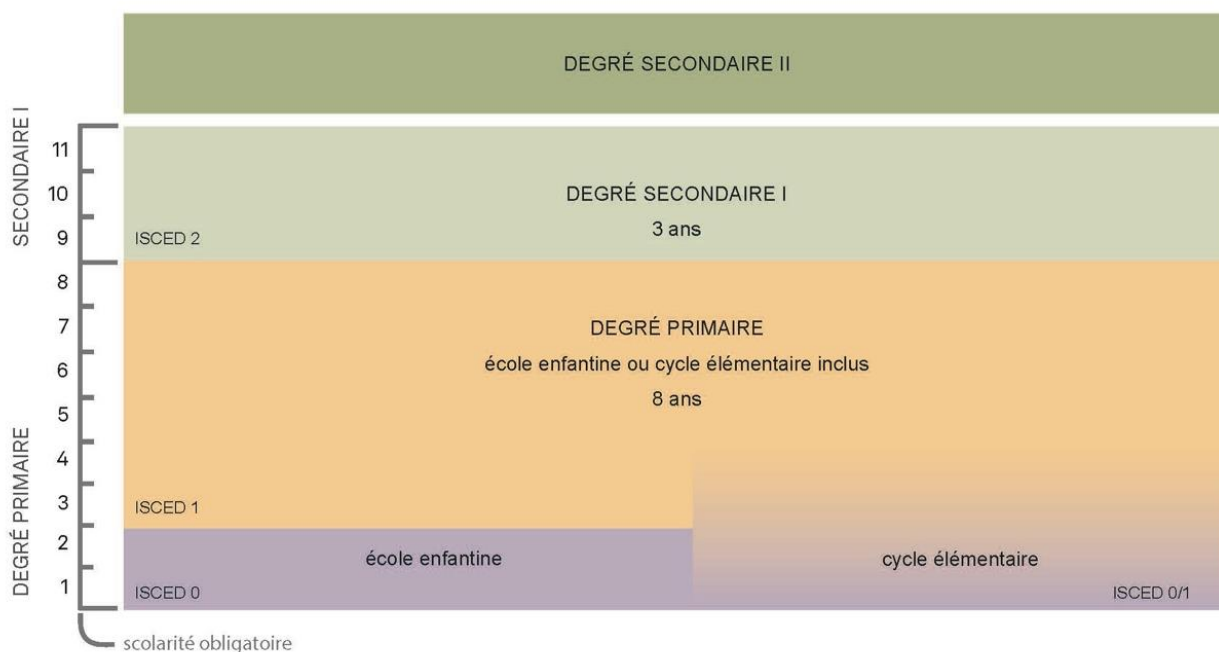 DEGRÉ SECONDAIRE II
SECONDAIRE I
11
10
9
DEGRÉ SECONDAIRE I
3 ans
ISCED 2
DEGRÉ PRIMAIRE
8
7
6
5
4
3
2
1
DEGRÉ PRIMAIRE
école enfantine ou cycle élémentaire inclus
8 ans
ISCED 1
école enfantine
cycle élémentaire
ISCED 0
ISCED 0/1
scolarité obligatoire